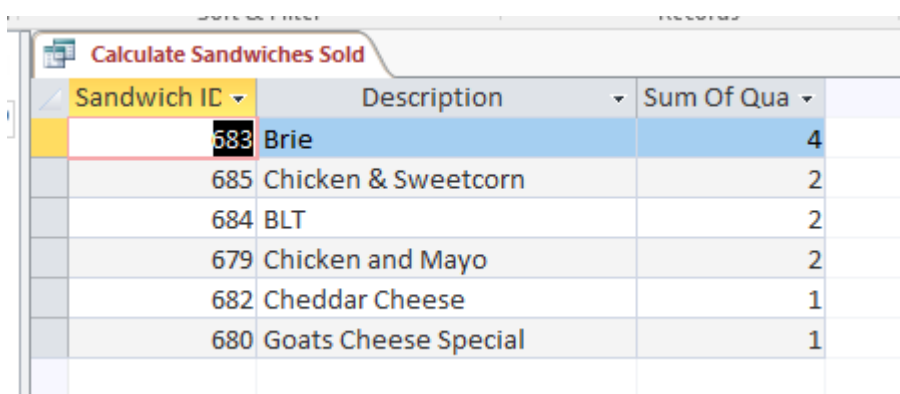 Calculate Sandwiches Sold
Sandwich ID Description Sum Of Qua
683 Brie 4
685 Chicken & Sweetcorn 2
684 BLT 2
679 Chicken and Mayo 2
682 Cheddar Cheese 1
680 Goats Cheese Special 1